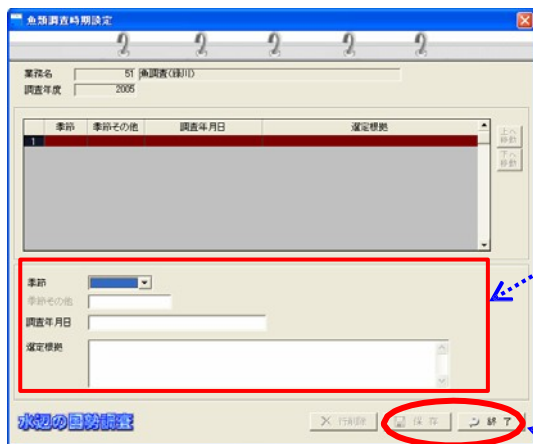 魚類調査時期設定
業務名 51 魚調査(緑川)
調査年度 2005
季節 季節その他 調査年月日 選定根拠
1
上へ
移動
下へ
移動
季節
季節その他
調査年月日
選定根拠
水辺の国勢調査
行削除 保存 終了